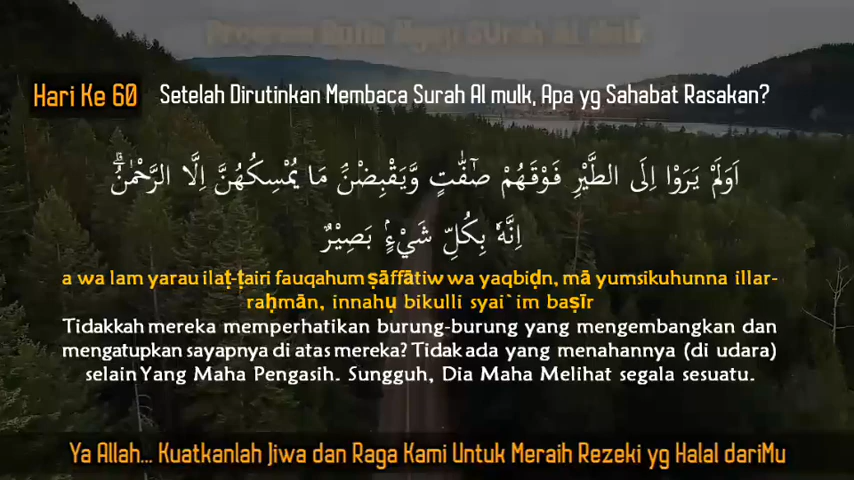 Hari Ke 60
Setelah Dirutinkan Membaca Surah Al mulk, Apa yg Sahabat Rasakan?
اَوَلَمْ يَرَوْا اِلَى الطَّيْرِ فَوْقَهُمْ صٰۤفّٰتٍ وَّيَقْبِضْنَۘ مَا يُمْسِكُهُنَّ اِلَّا الرَّحْمٰنُۗ
اِنَّهٗ بِكُلِّ شَيْءٍۢ بَصِيْرٌ
a wa lam yarau ilaṭ-ṭairi fauqahum ṣāffātiw wa yaqbiḍn, mā yumsikuhunna illar-
raḥmān, innahụ bikulli syai`im baṣīr
Tidakkah mereka memperhatikan burung-burung yang mengembangkan dan
mengatupkan sayapnya di atas mereka? Tidak ada yang menahannya (di udara)
selain Yang Maha Pengasih. Sungguh, Dia Maha Melihat segala sesuatu.
Ya Allah... Kuatkanlah Jiwa dan Raga Kami Untuk Meraih Rezeki yg Halal dariMu